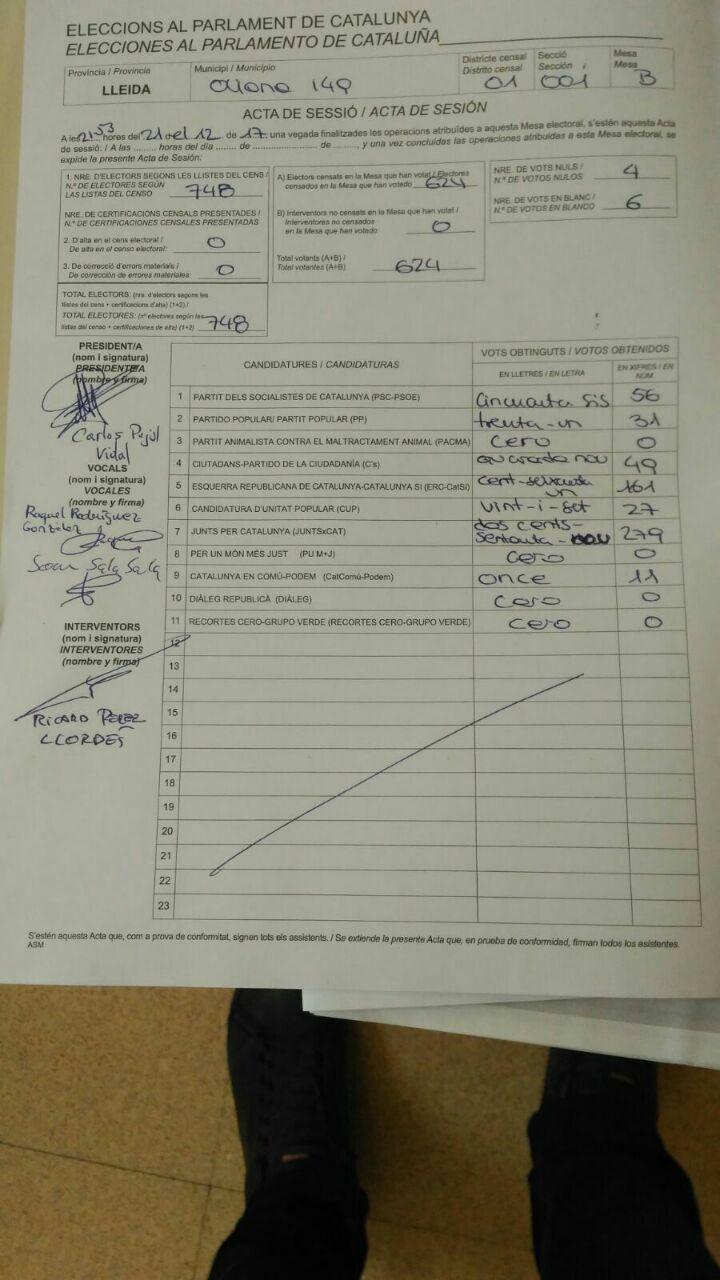 ELECCIONS AL PARLAMENT DE CATALUNYA
ELECCIONES AL PARLAMENTO DE CATALUÑA
Província / Provincia
LLEIDA
Municipi / Municipio
Oliana 149
Districte censal
Distrito censal
01
Secció
Sección
001
Mesa
Mesa
B
ACTA DE SESSIÓ / ACTA DE SESIÓN
A les 21:53 hores del 21 del 12 de 17, una vegada finalitzades les operacions atribuïdes a aquesta Mesa electoral, s'estén aquesta Acta
de sessió: / A las ......... horas del día ....... de ......................... de ........, y una vez concluidas las operaciones atribuidas a esta Mesa electoral, se
expide la presente Acta de Sesión:
1. NRE. D'ELECTORS SEGONS LES LLISTES DEL CENS /
N.º DE ELECTORES SEGÚN
LAS LISTAS DEL CENSO
748
NRE. DE CERTIFICACIONS CENSALS PRESENTADES /
N.º DE CERTIFICACIONES CENSALES PRESENTADAS
2. D'alta en el cens electoral /
De alta en el censo electoral:
0
3. De correcció d'errors materials /
De corrección de errores materiales:
0
TOTAL ELECTORS: (nre. d'electors segons les
llistes del cens + certificacions d'alta) (1+2) /
TOTAL ELECTORES: (nº electores según las
listas del censo + certificaciones de alta) (1+2)
748
A) Electors censats en la Mesa que han votat / Electores
censados en la Mesa que han votado
624
B) Interventors no censats en la Mesa que han votat /
Interventores no censados
en la Mesa que han votado
0
Total votants (A+B) /
Total votantes (A+B)
624
NRE. DE VOTS NULS /
N.º DE VOTOS NULOS
4
NRE. DE VOTS EN BLANC /
N.º DE VOTOS EN BLANCO
6
PRESIDENT/A
(nom i signatura)
PRESIDENTE/A
(nombre y firma)
Carlos Pujol
Vidal
VOCALS
(nom i signatura)
VOCALES
(nombre y firma)
Raquel Rodríguez
González
Joan Sala Sala
INTERVENTORS
(nom i signatura)
INTERVENTORES
(nombre y firma)
RICARD PEREZ
LLORDÉS
CANDIDATURES / CANDIDATURAS
VOTS OBTINGUTS / VOTOS OBTENIDOS
EN LLETRES / EN LETRA
EN XIFRES / EN
NÚM
1 PARTIT DELS SOCIALISTES DE CATALUNYA (PSC-PSOE) Cincuanta sis 56
2 PARTIDO POPULAR/ PARTIT POPULAR (PP) trenta-un 31
3 PARTIT ANIMALISTA CONTRA EL MALTRACTAMENT ANIMAL (PACMA) cero 0
4 CIUTADANS-PARTIDO DE LA CIUDADANÍA (C's) quaranta nou 49
5 ESQUERRA REPUBLICANA DE CATALUNYA-CATALUNYA SÍ (ERC-CatSí) cent-seixanta
un 161
6 CANDIDATURA D'UNITAT POPULAR (CUP) vint-i-set 27
7 JUNTS PER CATALUNYA (JUNTSxCAT) dos cents-
setanta-nou 279
8 PER UN MÓN MÉS JUST (PU M+J) cero 0
9 CATALUNYA EN COMÚ-PODEM (CatComú-Podem) once 11
10 DIÀLEG REPUBLICÀ (DIÀLEG) cero 0
11 RECORTES CERO-GRUPO VERDE (RECORTES CERO-GRUPO VERDE) cero 0
12
13
14
15
16
17
18
19
20
21
22
23
S'estén aquesta Acta que, com a prova de conformitat, signen tots els assistents. / Se extiende la presente Acta que, en prueba de conformidad, firman todos los asistentes.
ASM